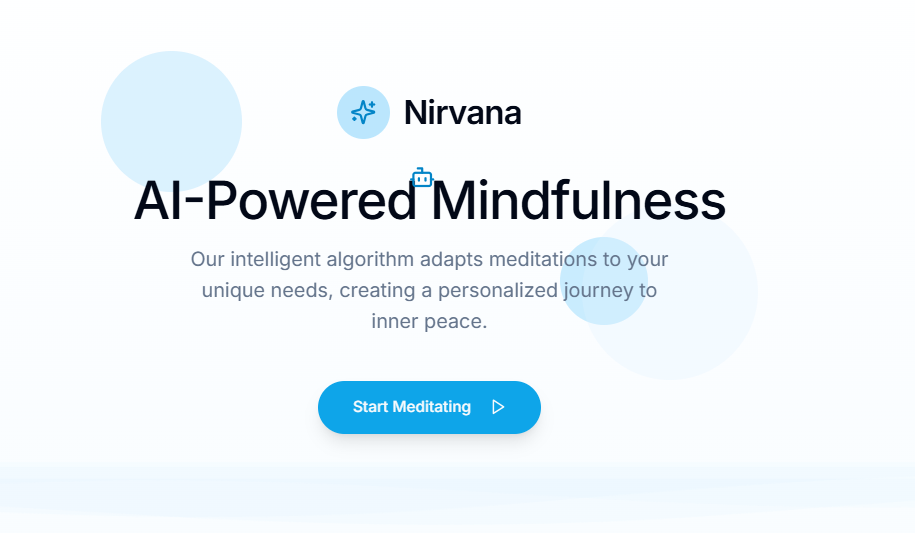 Nirvana
AI-Powered Mindfulness
Our intelligent algorithm adapts meditations to your
unique needs, creating a personalized journey to
inner peace.
Start Meditating